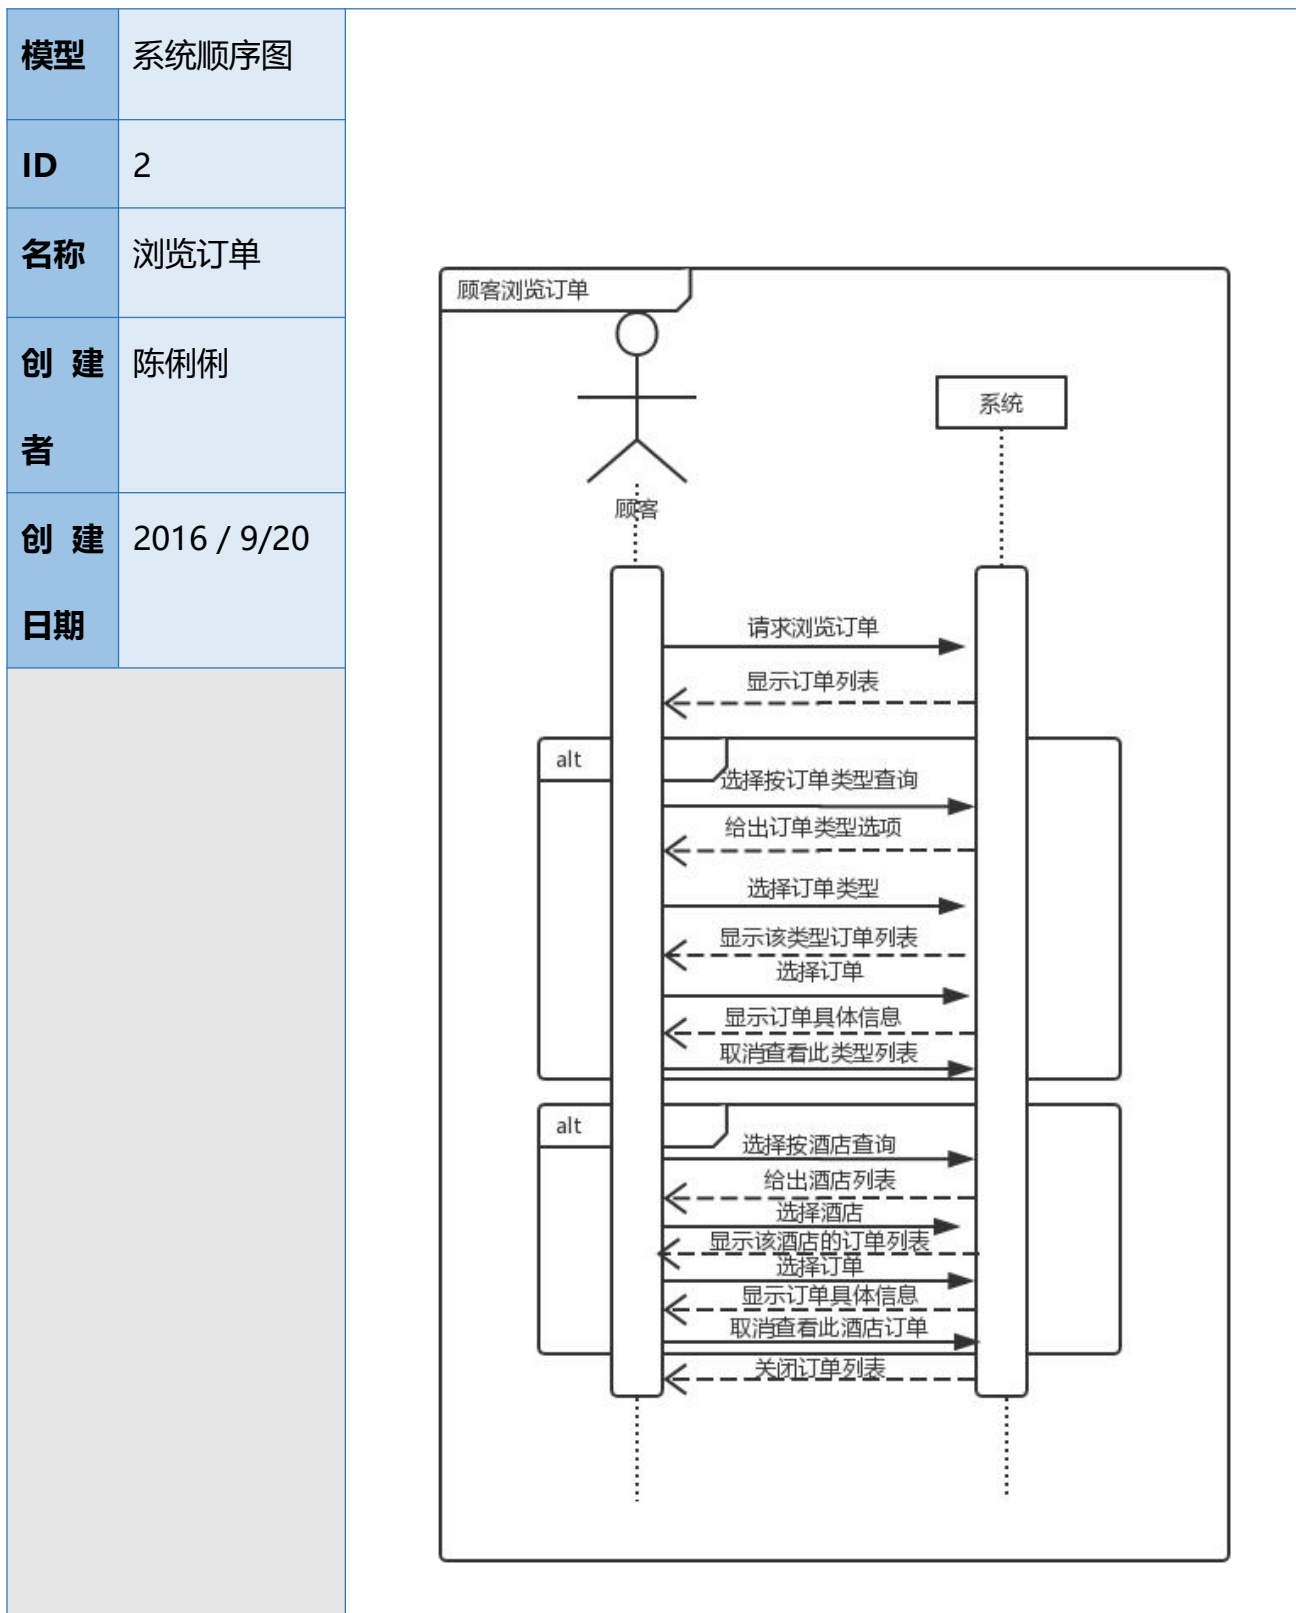 模型 系统顺序图
ID 2
名称 浏览订单
创 建 陈俐俐
者
创 建 2016 / 9/20
日期
顾客浏览订单
系统
顾客
请求浏览订单
显示订单列表
alt
选择按订单类型查询
给出订单类型选项
选择订单类型
显示该类型订单列表
选择订单
显示订单具体信息
取消查看此类型列表
alt
选择按酒店查询
给出酒店列表
选择酒店
显示该酒店的订单列表
选择订单
显示订单具体信息
取消查看此酒店订单
关闭订单列表